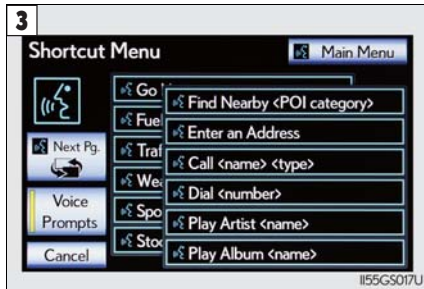 3
Shortcut Menu
Main Menu
Go
Find Nearby <POI category>
Fuel
Enter an Address
Next Pg.
Traf
Call <name> <type>
Wea
Dial <number>
Voice
Prompts
Spo
Play Artist <name>
Cancel
Stoc
Play Album <name>
II55GS017U